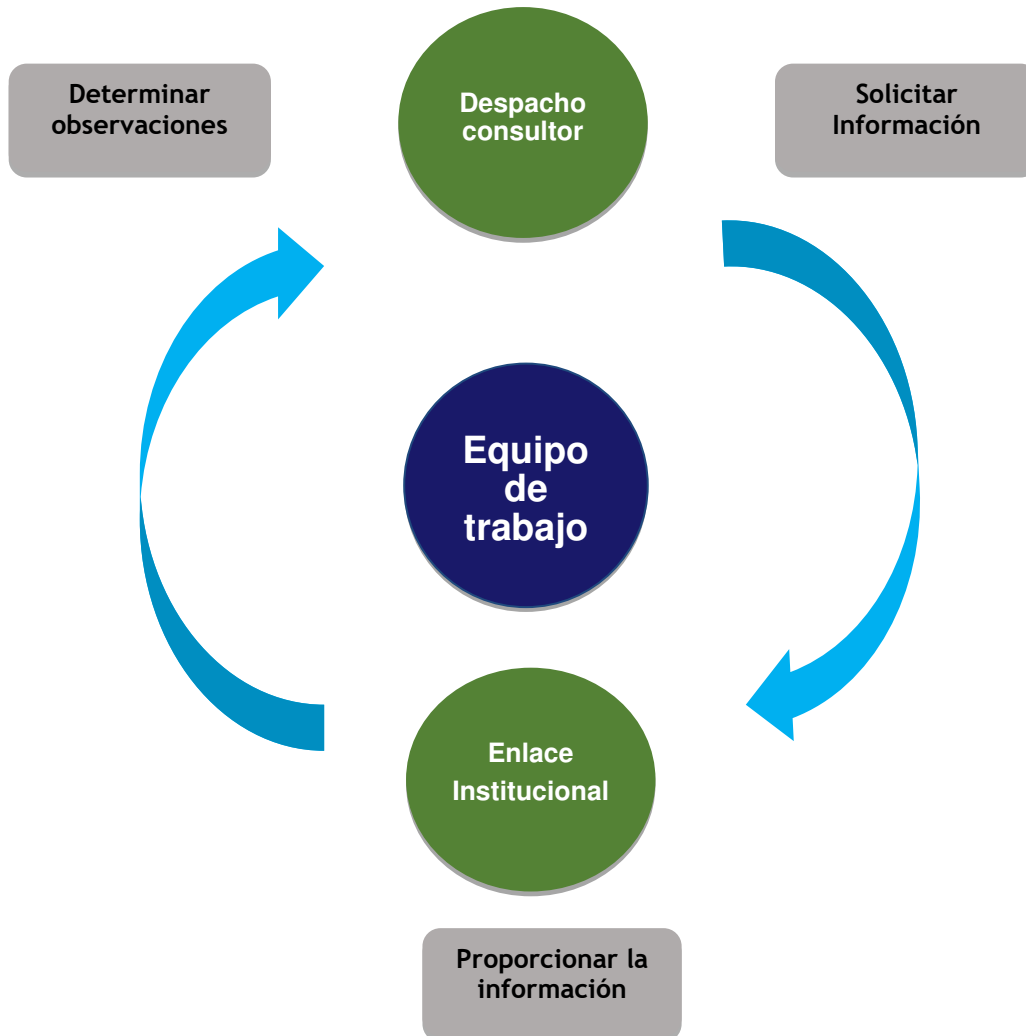 Determinar
observaciones
Despacho
consultor
Solicitar
Información
Equipo
de
trabajo
Enlace
Institucional
Proporcionar la
información